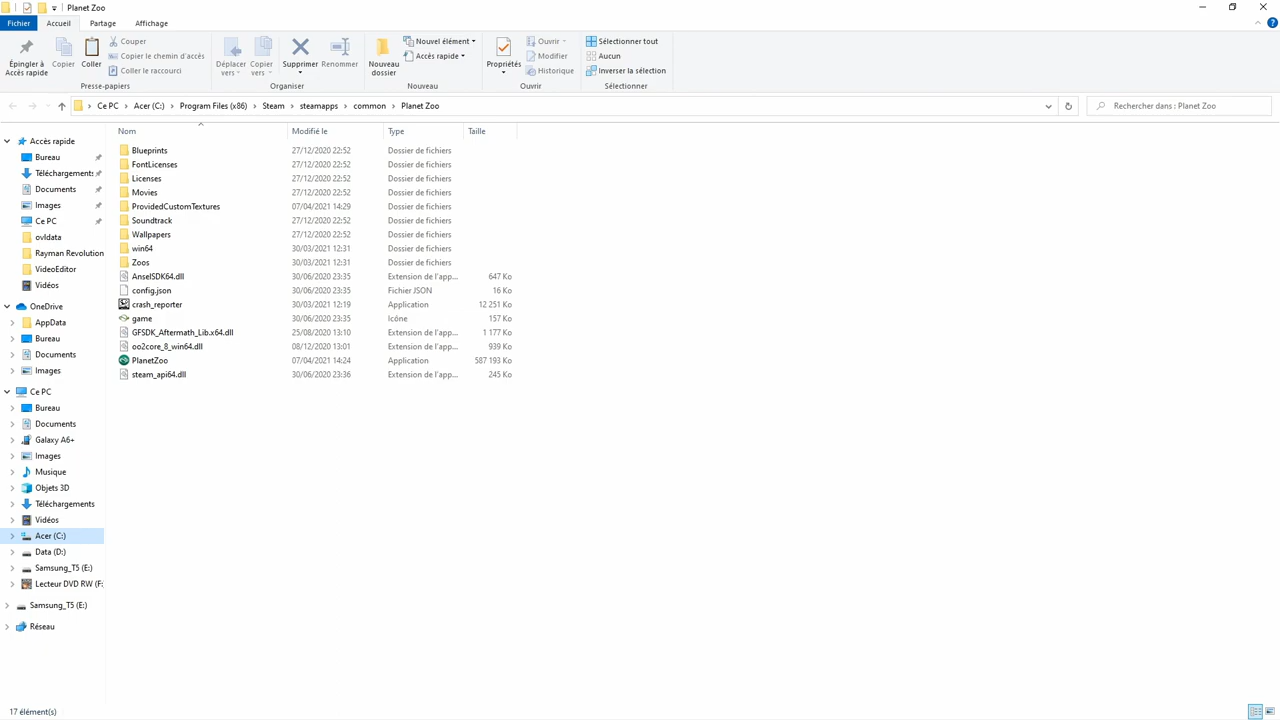 Planet Zoo
Fichier Accueil Partage Affichage
Épingler à Accès rapide
Copier
Coller
Couper
Copier le chemin d'accès
Coller le raccourci
Presse-papiers
Déplacer vers
Copier vers
Supprimer
Renommer
Organiser
Nouveau dossier
Nouvel élément
Accès rapide
Nouveau
Propriétés
Ouvrir
Modifier
Historique
Ouvrir
Sélectionner tout
Aucun
Inverser la sélection
Sélectionner
Ce PC > Acer (C:) > Program Files (x86) > Steam > steamapps > common > Planet Zoo
Rechercher dans : Planet Zoo
Accès rapide
Bureau
Téléchargements
Documents
Images
Ce PC
ovldata
Rayman Revolution
VideoEditor
Vidéos
OneDrive
AppData
Bureau
Documents
Images
Ce PC
Bureau
Documents
Galaxy A6+
Images
Musique
Objets 3D
Téléchargements
Vidéos
Acer (C:)
Data (D:)
Samsung_T5 (E:)
Lecteur DVD RW (F:
Samsung_T5 (E:)
Réseau
Nom Modifié le Type Taille
Blueprints 27/12/2020 22:52 Dossier de fichiers
FontLicenses 27/12/2020 22:52 Dossier de fichiers
Licenses 27/12/2020 22:52 Dossier de fichiers
Movies 27/12/2020 22:52 Dossier de fichiers
ProvidedCustomTextures 07/04/2021 14:29 Dossier de fichiers
Soundtrack 27/12/2020 22:52 Dossier de fichiers
Wallpapers 27/12/2020 22:52 Dossier de fichiers
win64 30/03/2021 12:31 Dossier de fichiers
Zoos 30/03/2021 12:31 Dossier de fichiers
AnselSDK64.dll 30/06/2020 23:35 Extension de l'app... 647 Ko
config.json 30/06/2020 23:35 Fichier JSON 16 Ko
crash_reporter 30/03/2021 12:19 Application 12 251 Ko
game 30/06/2020 23:35 Icône 157 Ko
GFSDK_Aftermath_Lib.x64.dll 25/08/2020 13:10 Extension de l'app... 1 177 Ko
oo2core_8_win64.dll 08/12/2020 13:01 Extension de l'app... 939 Ko
PlanetZoo 07/04/2021 14:24 Application 587 193 Ko
steam_api64.dll 30/06/2020 23:36 Extension de l'app... 245 Ko
17 élément(s)